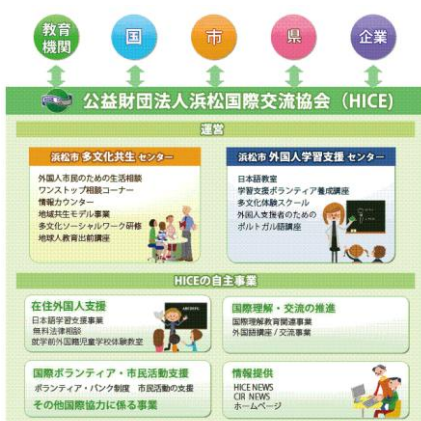 教育
機関
国
市
県
企業
公益財団法人浜松国際交流協会（HICE)
運営
浜松市 多文化共生 センター
外国人市民のための生活相談
ワンストップ相談コーナー
情報カウンター
地域共生モデル事業
多文化ソーシャルワーク研修
地球人教育出前講座
浜松市 外国人学習支援 センター
日本語教室
学習支援ボランティア養成講座
多文化体験スクール
外国人支援者のための
ポルトガル語講座
HICEの自主事業
在住外国人支援
日本語学習支援事業
無料法律相談
就学前外国籍児童学校体験教室
国際理解・交流の推進
国際理解教育関連事業
外国語講座／交流事業
国際ボランティア・市民活動支援
ボランティア・バンク制度　市民活動の支援
その他国際協力に係る事業
情報提供
HICE NEWS
CIR NEWS
ホームページ